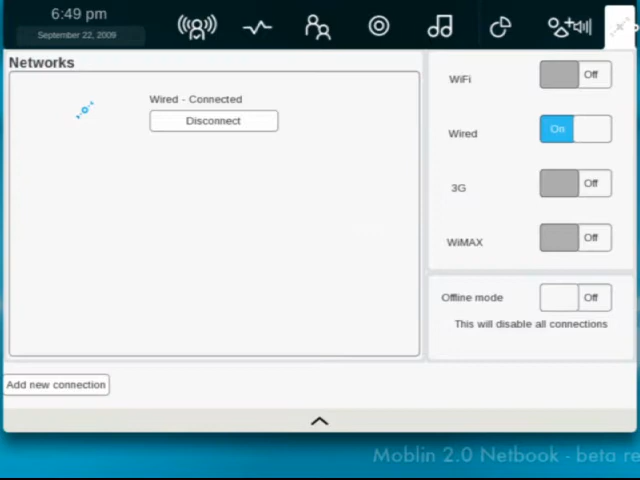 6:49 pm
September 22, 2009
Networks
Wired - Connected
Disconnect
WiFi
Off
Wired
On
3G
Off
WiMAX
Off
Offline mode
Off
This will disable all connections
Add new connection
Moblin 2.0 Netbook - beta re